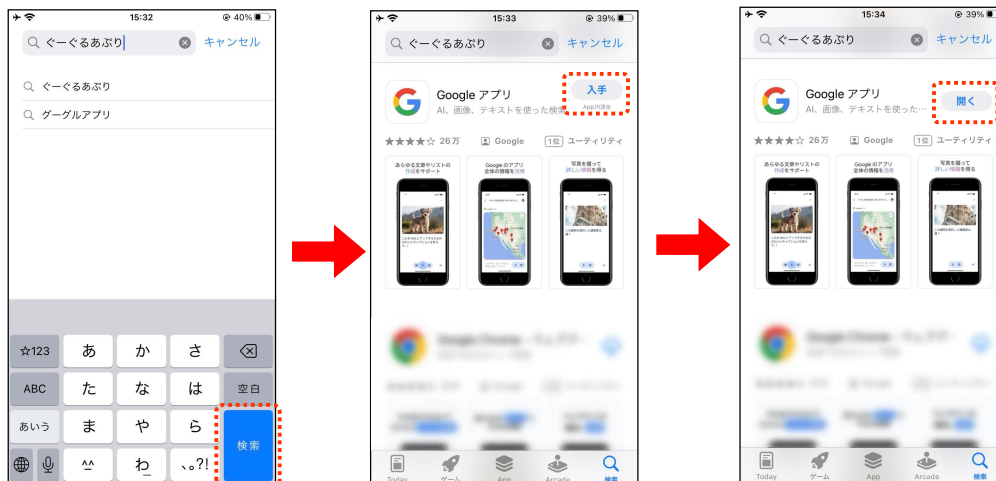 15:32
40%
ぐーぐるあぷり
キャンセル
ぐーぐるあぷり
グーグルアプリ
☆123
あ
か
さ
ABC
た
な
は
空白
あいう
ま
や
ら
検索
^^
わ
、。?!
15:33
39%
ぐーぐるあぷり
キャンセル
Google アプリ
AI、画像、テキストを使った検索
入手
App内課金
★★★★☆ 26万
Google
1位 ユーティリティ
あらゆる文章やリストの
作成をサポート
Google のアプリ
全体の情報を活用
写真を撮って
詳しい情報を得る
Today
ゲーム
App
Arcade
検索
15:34
39%
ぐーぐるあぷり
キャンセル
Google アプリ
AI、画像、テキストを使った…
開く
★★★★☆ 26万
Google
1位 ユーティリティ
あらゆる文章やリストの
作成をサポート
Google のアプリ
全体の情報を活用
写真を撮って
詳しい情報を得る
Today
ゲーム
App
Arcade
検索